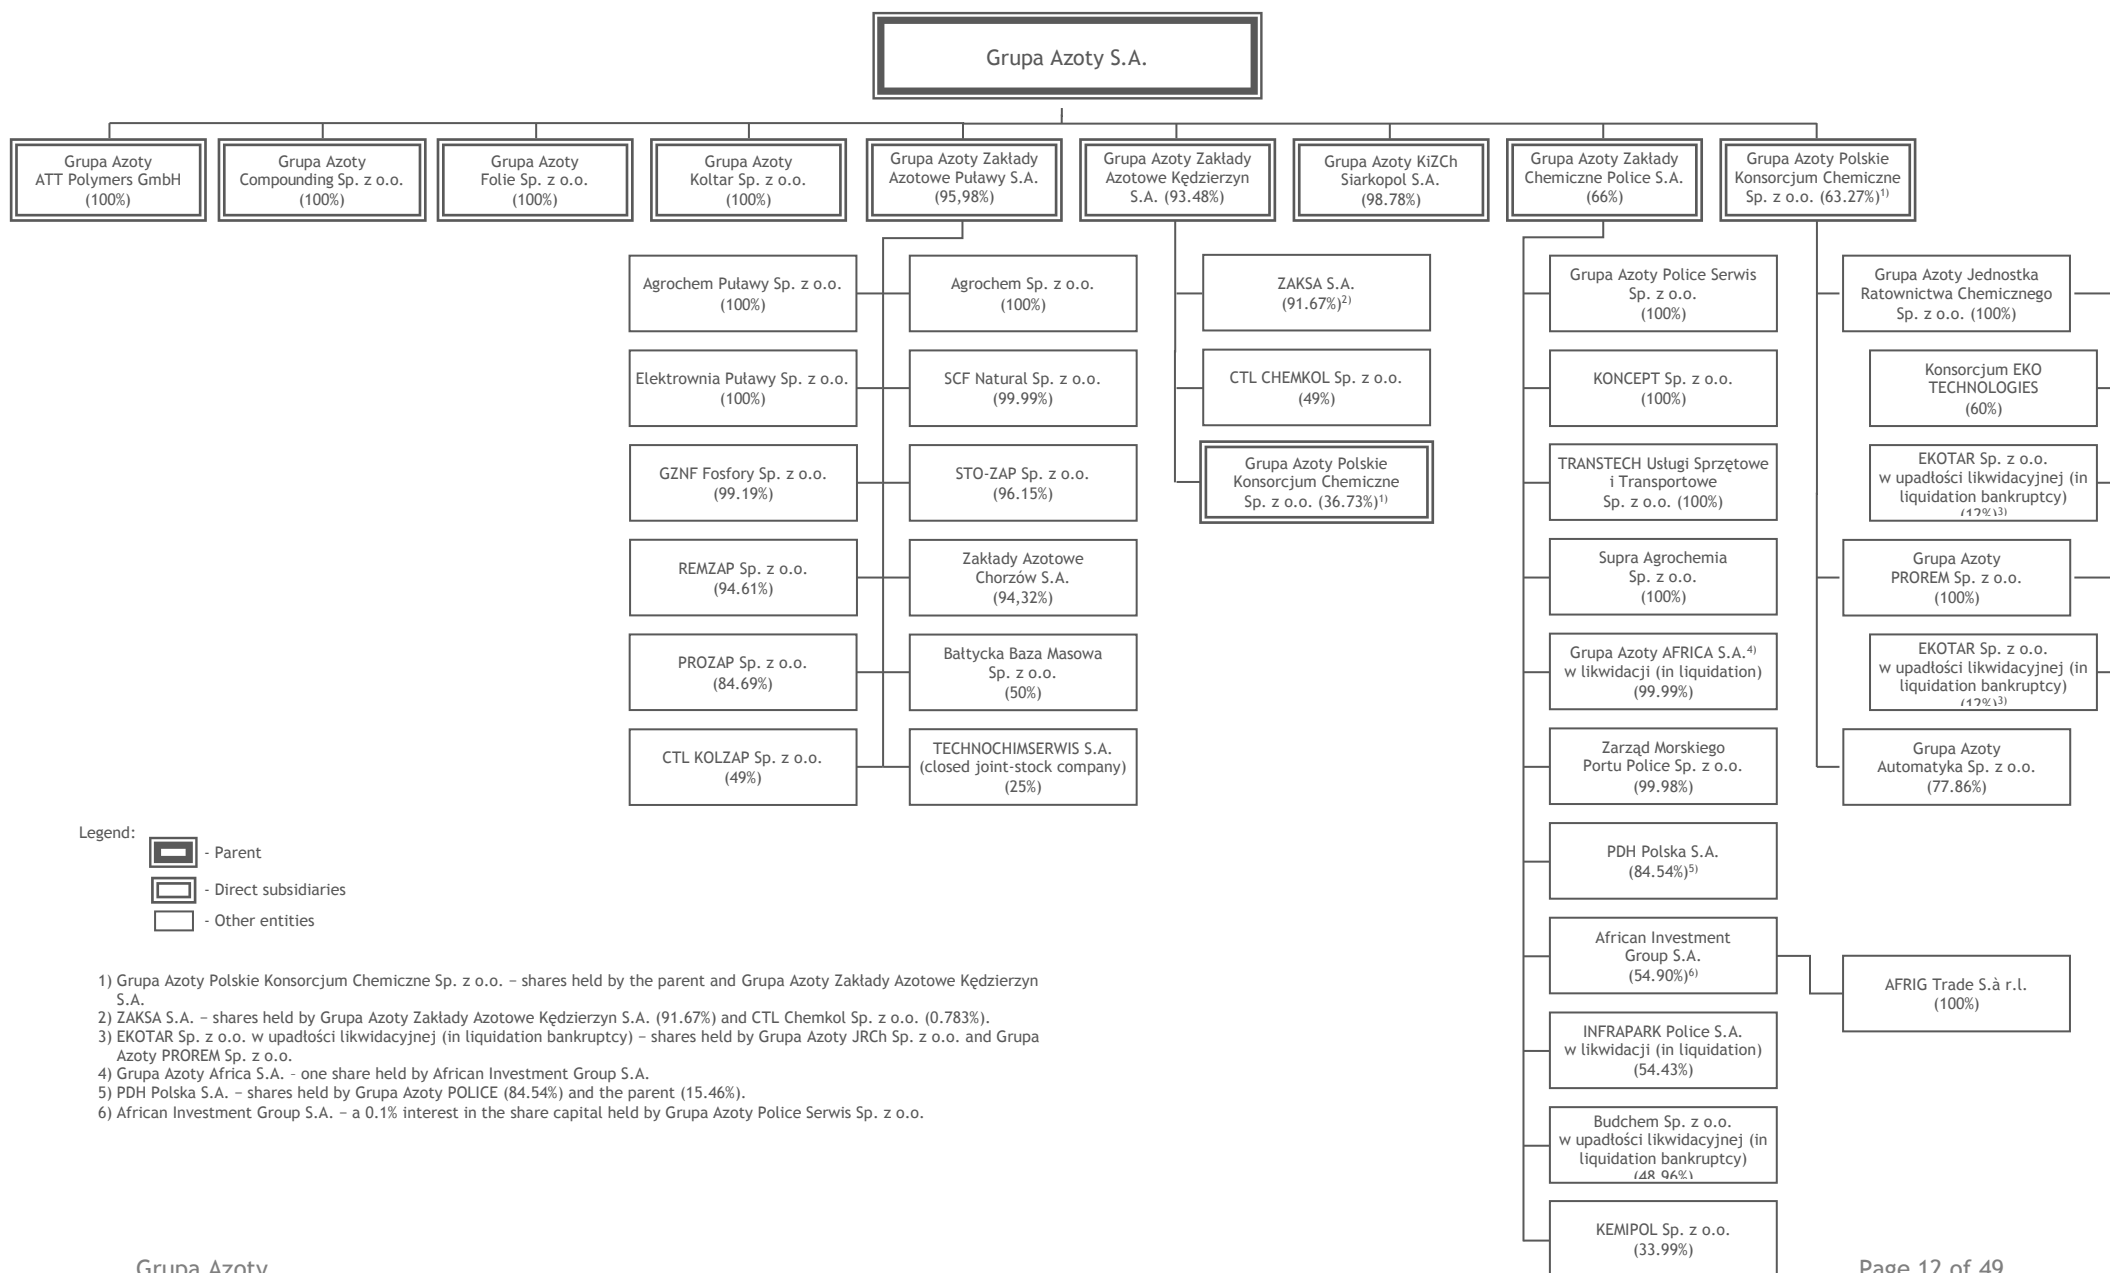 Grupa Azoty S.A.
Grupa Azoty
ATT Polymers GmbH
(100%)
Grupa Azoty
Compounding Sp. z o.o.
(100%)
Grupa Azoty
Folie Sp. z o.o.
(100%)
Grupa Azoty
Koltar Sp. z o.o.
(100%)
Grupa Azoty Zakłady
Azotowe Puławy S.A.
(95,98%)
Grupa Azoty Zakłady
Azotowe Kędzierzyn
S.A. (93.48%)
Grupa Azoty KiZCh
Siarkopol S.A.
(98.78%)
Grupa Azoty Zakłady
Chemiczne Police S.A.
(66%)
Grupa Azoty Polskie
Konsorcjum Chemiczne
Sp. z o.o. (63.27%)1)
Agrochem Puławy Sp. z o.o.
(100%)
Elektrownia Puławy Sp. z o.o.
(100%)
GZNF Fosfory Sp. z o.o.
(99.19%)
REMZAP Sp. z o.o.
(94.61%)
PROZAP Sp. z o.o.
(84.69%)
CTL KOLZAP Sp. z o.o.
(49%)
Agrochem Sp. z o.o.
(100%)
SCF Natural Sp. z o.o.
(99.99%)
STO-ZAP Sp. z o.o.
(96.15%)
Zakłady Azotowe
Chorzów S.A.
(94,32%)
Bałtycka Baza Masowa
Sp. z o.o.
(50%)
TECHNOCHIMSERWIS S.A.
(closed joint-stock company)
(25%)
ZAKSA S.A.
(91.67%)2)
CTL CHEMKOL Sp. z o.o.
(49%)
Grupa Azoty Polskie
Konsorcjum Chemiczne
Sp. z o.o. (36.73%)1)
Grupa Azoty Police Serwis
Sp. z o.o.
(100%)
KONCEPT Sp. z o.o.
(100%)
TRANSTECH Usługi Sprzętowe
i Transportowe
Sp. z o.o. (100%)
Supra Agrochemia
Sp. z o.o.
(100%)
Grupa Azoty AFRICA S.A.4)
w likwidacji (in liquidation)
(99.99%)
Zarząd Morskiego
Portu Police Sp. z o.o.
(99.98%)
PDH Polska S.A.
(84.54%)5)
African Investment
Group S.A.
(54.90%)6)
INFRAPARK Police S.A.
w likwidacji (in liquidation)
(54.43%)
Budchem Sp. z o.o.
w upadłości likwidacyjnej (in
liquidation bankruptcy)
(48.96%)
KEMIPOL Sp. z o.o.
(33.99%)
Grupa Azoty Jednostka
Ratownictwa Chemicznego
Sp. z o.o. (100%)
Konsorcjum EKO
TECHNOLOGIES
(60%)
EKOTAR Sp. z o.o.
w upadłości likwidacyjnej (in
liquidation bankruptcy)
(12%)3)
Grupa Azoty
PROREM Sp. z o.o.
(100%)
EKOTAR Sp. z o.o.
w upadłości likwidacyjnej (in
liquidation bankruptcy)
(12%)3)
Grupa Azoty
Automatyka Sp. z o.o.
(77.86%)
AFRIG Trade S.à r.l.
(100%)
Legend:
- Parent
- Direct subsidiaries
- Other entities
1) Grupa Azoty Polskie Konsorcjum Chemiczne Sp. z o.o. – shares held by the parent and Grupa Azoty Zakłady Azotowe Kędzierzyn
S.A.
2) ZAKSA S.A. – shares held by Grupa Azoty Zakłady Azotowe Kędzierzyn S.A. (91.67%) and CTL Chemkol Sp. z o.o. (0.783%).
3) EKOTAR Sp. z o.o. w upadłości likwidacyjnej (in liquidation bankruptcy) – shares held by Grupa Azoty JRCh Sp. z o.o. and Grupa
Azoty PROREM Sp. z o.o.
4) Grupa Azoty Africa S.A. - one share held by African Investment Group S.A.
5) PDH Polska S.A. – shares held by Grupa Azoty POLICE (84.54%) and the parent (15.46%).
6) African Investment Group S.A. – a 0.1% interest in the share capital held by Grupa Azoty Police Serwis Sp. z o.o.
Grupa Azoty
Page 12 of 49